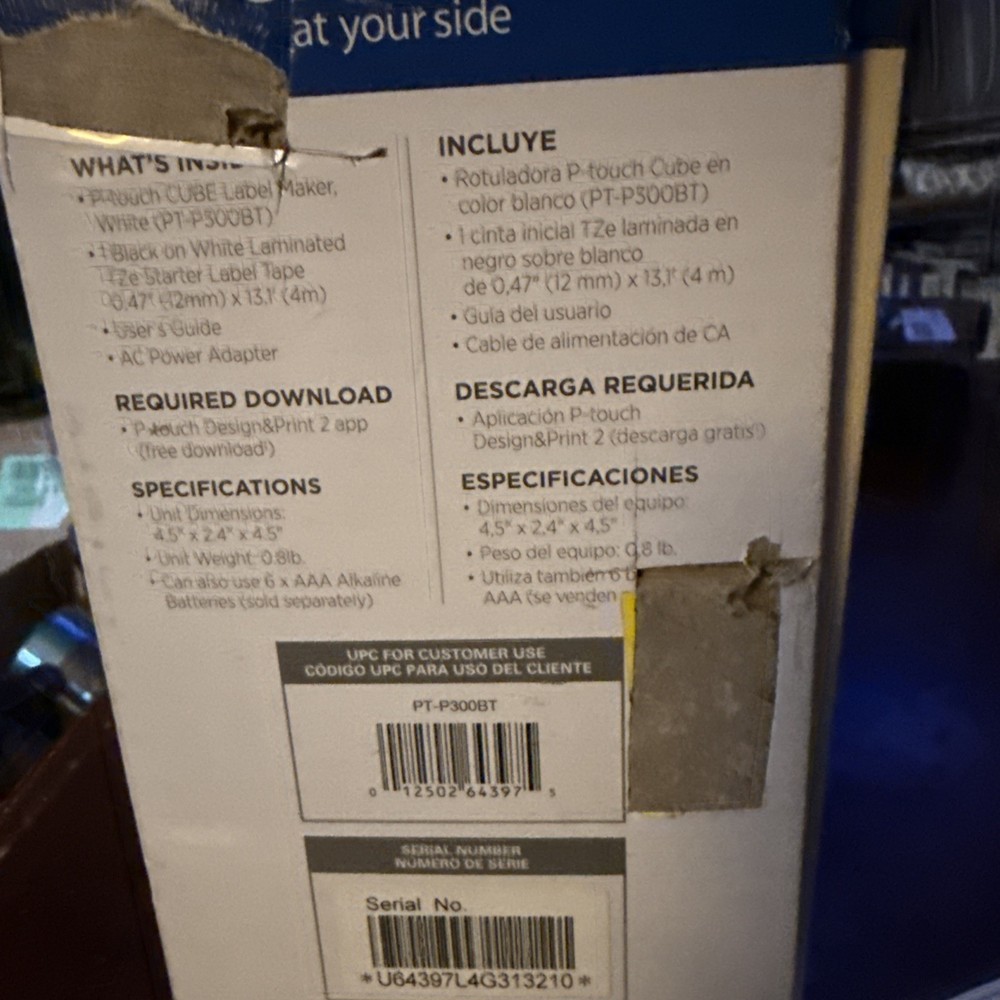 at your side
WHAT'S
• P-touch CUBE Label Maker,
White (PT-P300BT)
• 1 Black on White Laminated
TZe Starter Label Tape
0,47" (12mm) x 13.1' (4m)
• User's Guide
• AC Power Adapter
REQUIRED DOWNLOAD
• P-touch Design&Print 2 app
(free download¹)
SPECIFICATIONS
• Unit Dimensions:
4.5" x 2.4" x 4.5"
• Unit Weight: 0.8lb.
• Can also use 6 x AAA Alkaline
Batteries (sold separately)
INCLUYE
• Rotuladora P-touch Cube en
color blanco (PT-P300BT)
• 1 cinta inicial TZe laminada en
negro sobre blanco
de 0,47" (12 mm) x 13,1' (4 m)
• Guía del usuario
• Cable de alimentación de CA
DESCARGA REQUERIDA
• Aplicación P-touch
Design&Print 2 (descarga gratis¹)
ESPECIFICACIONES
• Dimensiones del equipo:
4,5" x 2,4" x 4,5"
• Peso del equipo: 0,8 lb.
• Utiliza también 6
AAA (se venden
UPC FOR CUSTOMER USE
CÓDIGO UPC PARA USO DEL CLIENTE
PT-P300BT
0 12502 64397 5
SERIAL NUMBER
NÚMERO DE SERIE
Serial No.
*U64397L4G313210*